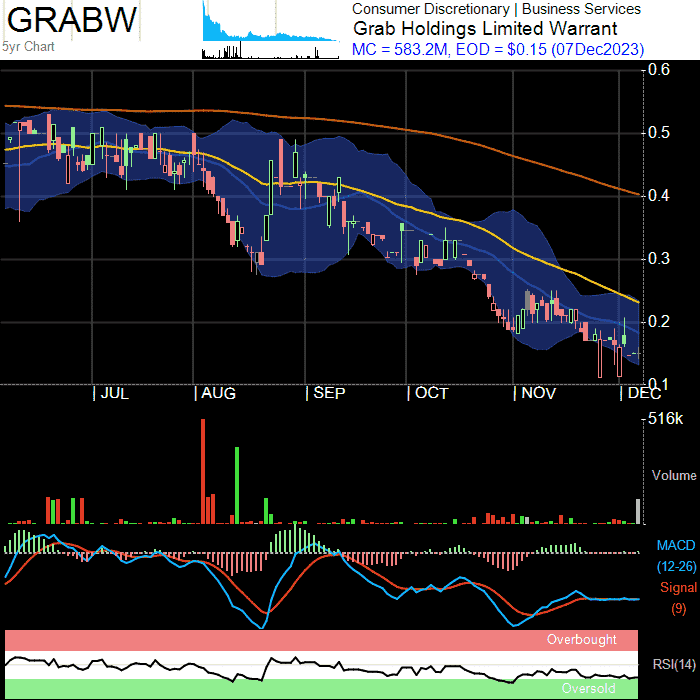 GRABW
5yr Chart
Consumer Discretionary | Business Services
Grab Holdings Limited Warrant
MC = 583.2M, EOD = $0.15 (07Dec2023)
0.6
0.5
0.4
0.3
0.2
0.1
JUL AUG SEP OCT NOV DEC
516k
Volume
MACD
(12-26)
Signal
(9)
Overbought
RSI(14)
Oversold